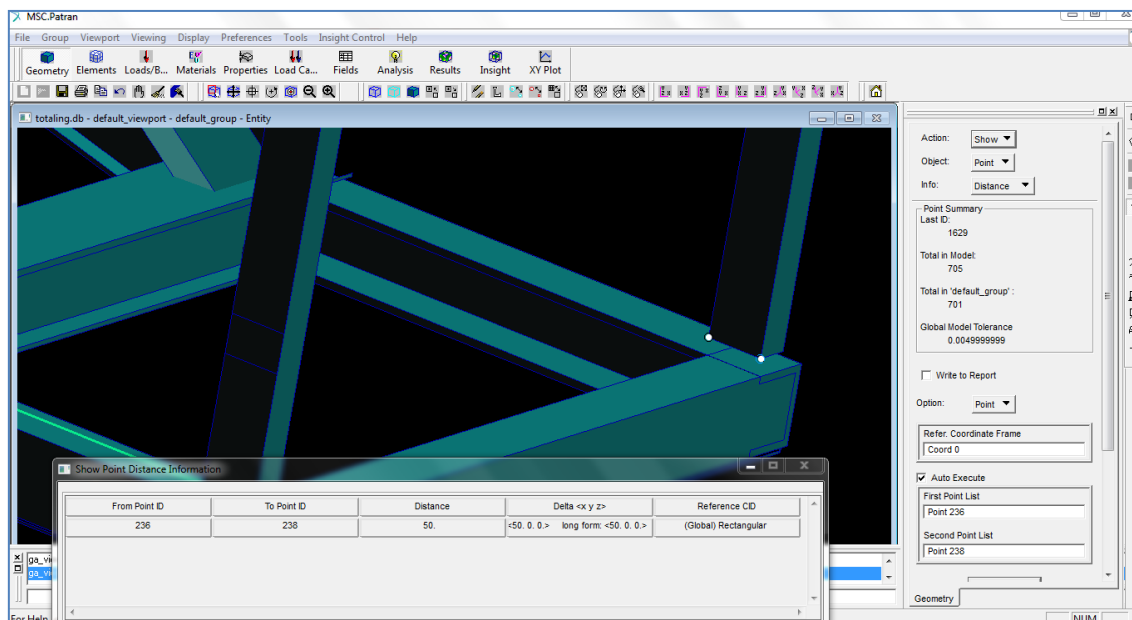 MSC.Patran
File Group Viewport Viewing Display Preferences Tools Insight Control Help
Geometry Elements Loads/B... Materials Properties Load Ca... Fields Analysis Results Insight XY Plot
totaling.db - default_viewport - default_group - Entity
Action: Show
Object: Point
Info: Distance
Point Summary
Last ID:
1629
Total in Model:
705
Total in 'default_group' :
701
Global Model Tolerance
0.0049999999
Write to Report
Option: Point
Refer. Coordinate Frame
Coord 0
Auto Execute
First Point List
Point 236
Second Point List
Point 238
Geometry
Show Point Distance Information
From Point ID To Point ID Distance Delta <x y z> Reference CID
236 238 50. <50. 0. 0.> long form: <50. 0. 0.> (Global) Rectangular
ga_vi
ga_vi
For Help
NUM